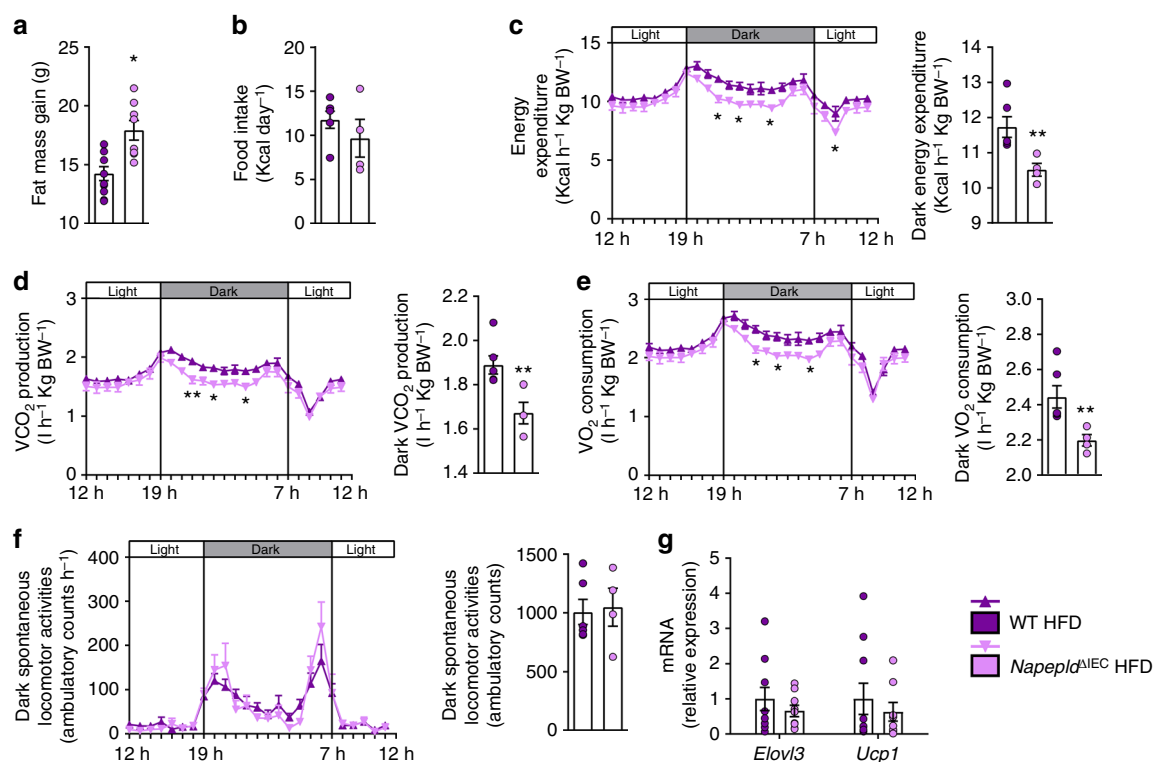 a
Fat mass gain (g)
25
20
15
10
*
b
Food intake
(Kcal day⁻¹)
20
15
10
5
0
c
Energy
expenditurre
(Kcal h⁻¹ Kg BW⁻¹)
Light
Dark
Light
15
10
5
0
* * *
*
12 h
19 h
7 h
12 h
Dark energy expenditurre
(Kcal h⁻¹ Kg BW⁻¹)
14
13
12
11
10
9
**
d
VCO₂ production
(l h⁻¹ Kg BW⁻¹)
Light
Dark
Light
3
2
1
0
** * *
12 h
19 h
7 h
12 h
Dark VCO₂ production
(l h⁻¹ Kg BW⁻¹)
2.2
2.0
1.8
1.6
1.4
**
e
VO₂ consumption
(l h⁻¹ Kg BW⁻¹)
Light
Dark
Light
3
2
1
0
* * *
12 h
19 h
7 h
12 h
Dark VO₂ consumption
(l h⁻¹ Kg BW⁻¹)
3.0
2.8
2.6
2.4
2.2
2.0
**
f
Dark spontaneous
locomotor activities
(ambulatory counts h⁻¹)
Light
Dark
Light
400
300
200
100
0
12 h
19 h
7 h
12 h
Dark spontaneous
locomotor activities
(ambulatory counts)
1500
1000
500
0
g
mRNA
(relative expression)
5
4
3
2
1
0
Elovl3
Ucp1
WT HFD
Napepld^ΔIEC HFD